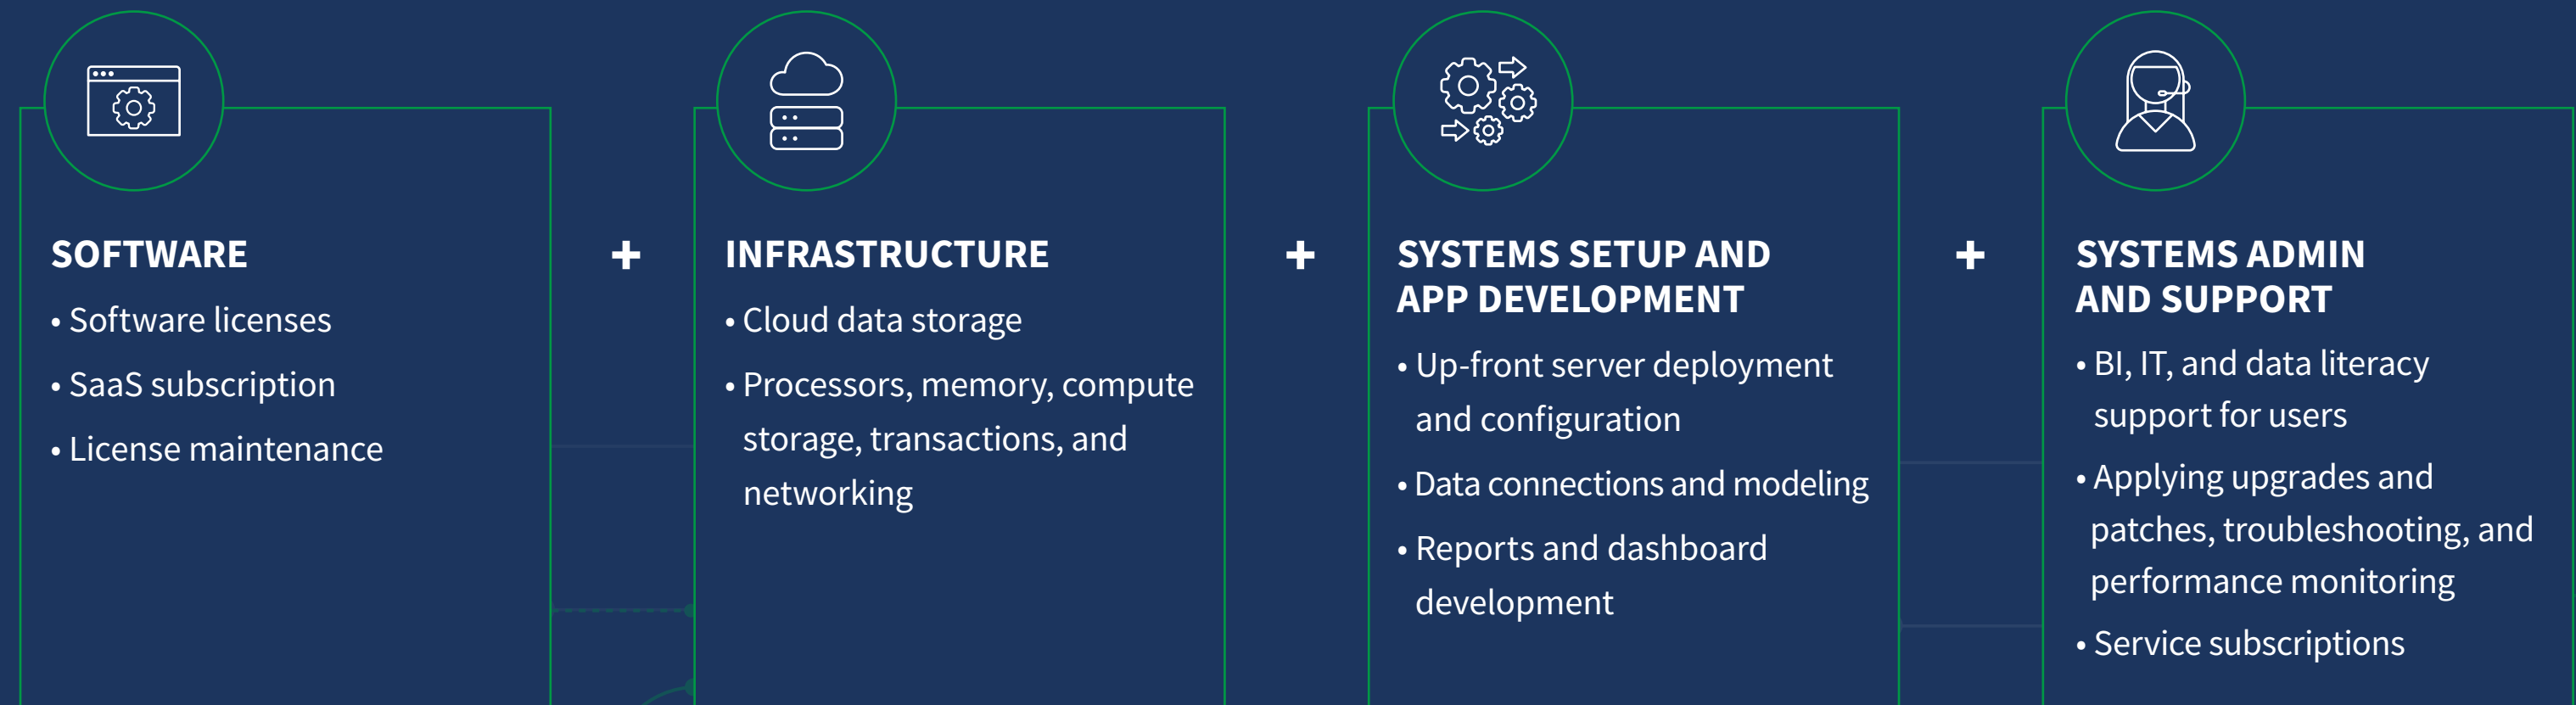 SOFTWARE
• Software licenses
• SaaS subscription
• License maintenance
+
INFRASTRUCTURE
• Cloud data storage
• Processors, memory, compute
storage, transactions, and
networking
+
SYSTEMS SETUP AND
APP DEVELOPMENT
• Up-front server deployment
and configuration
• Data connections and modeling
• Reports and dashboard
development
+
SYSTEMS ADMIN
AND SUPPORT
• BI, IT, and data literacy
support for users
• Applying upgrades and
patches, troubleshooting, and
performance monitoring
• Service subscriptions